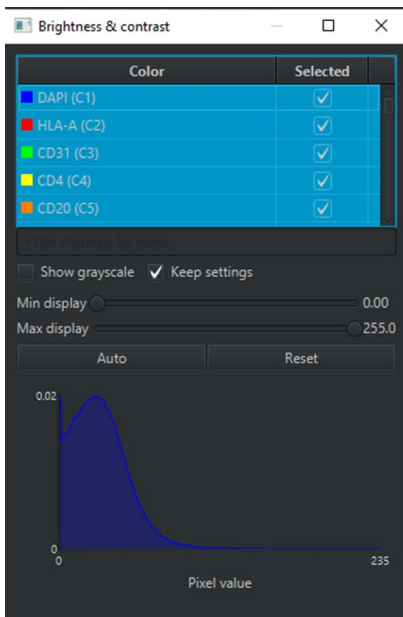 Brightness & contrast
Color Selected
DAPI (C1)
HLA-A (C2)
CD31 (C3)
CD4 (C4)
CD20 (C5)
Filter channels by name
Show grayscale Keep settings
Min display 0.00
Max display 255.0
Auto Reset
0.02
0
0 235
Pixel value